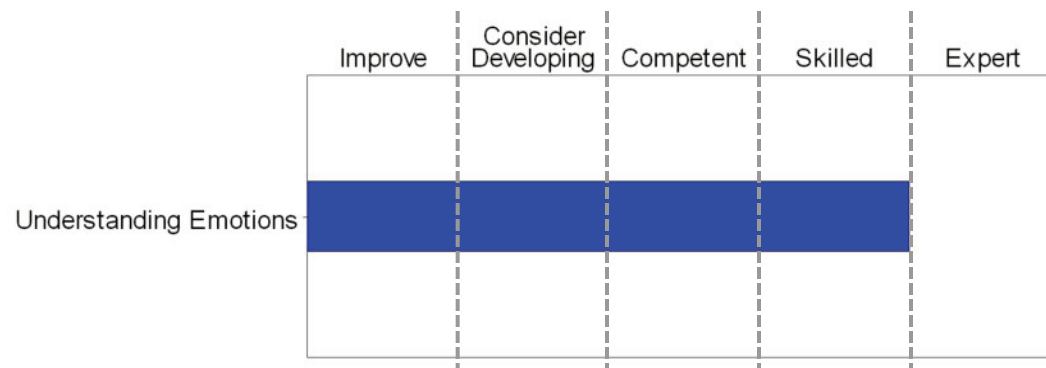 Improve
Consider
Developing
Competent
Skilled
Expert
Understanding Emotions